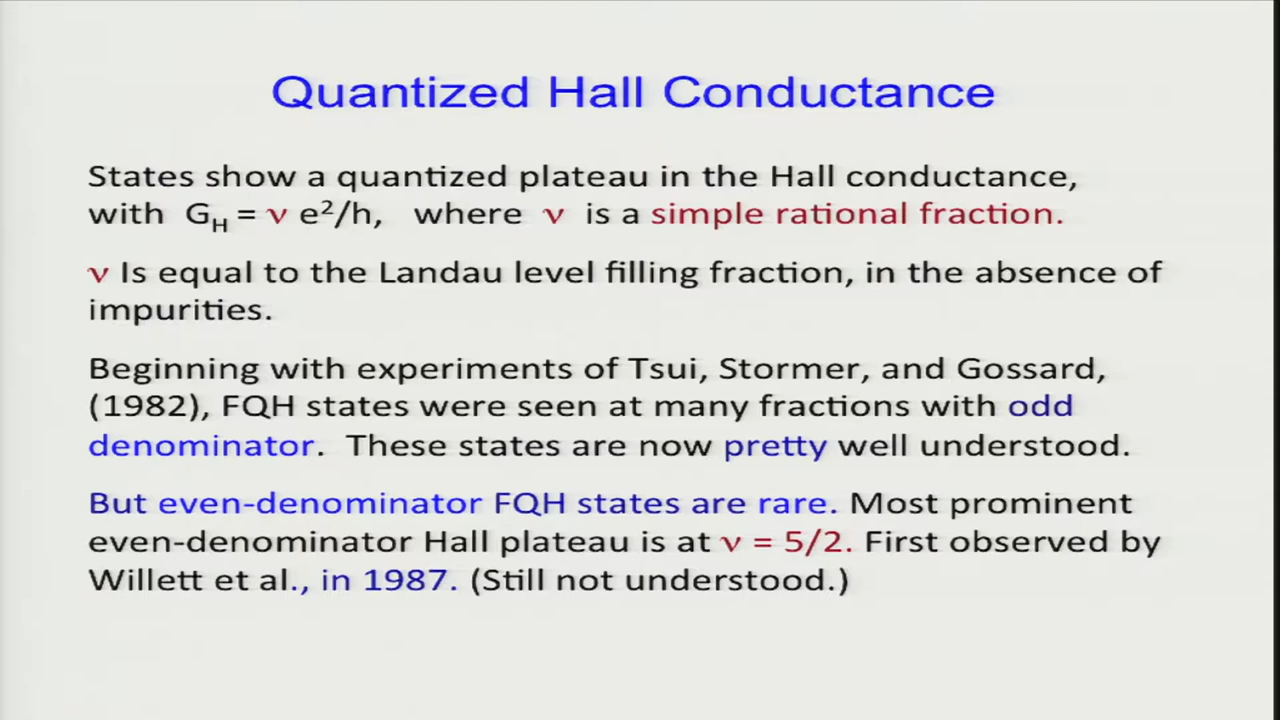 Quantized Hall Conductance
States show a quantized plateau in the Hall conductance,
with G_H = ν e²/h, where ν is a simple rational fraction.
ν Is equal to the Landau level filling fraction, in the absence of
impurities.
Beginning with experiments of Tsui, Stormer, and Gossard,
(1982), FQH states were seen at many fractions with odd
denominator. These states are now pretty well understood.
But even-denominator FQH states are rare. Most prominent
even-denominator Hall plateau is at ν = 5/2. First observed by
Willett et al., in 1987. (Still not understood.)